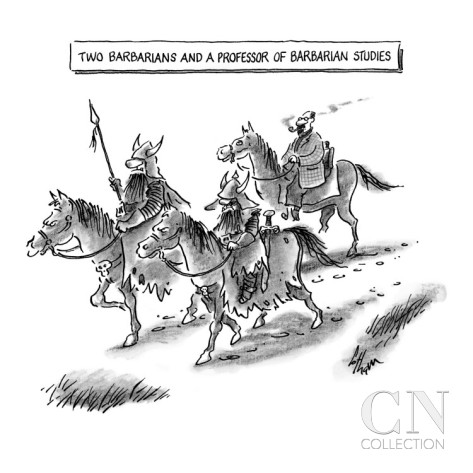 TWO BARBARIANS AND A PROFESSOR OF BARBARIAN STUDIES
CN
COLLECTION